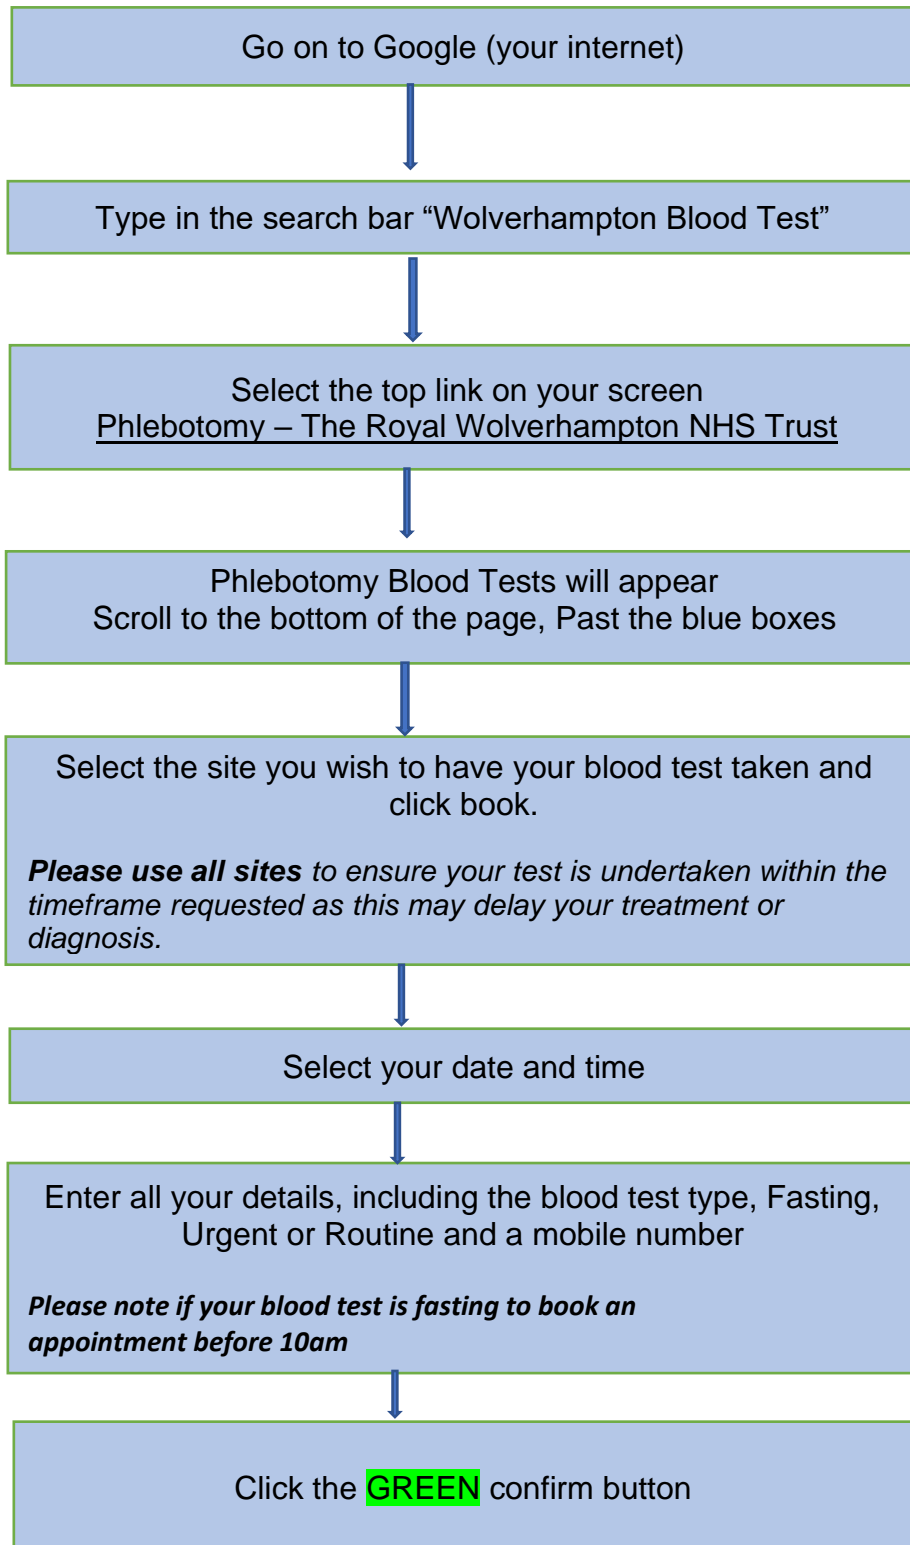 Go on to Google (your internet)
Type in the search bar “Wolverhampton Blood Test”
Select the top link on your screen
Phlebotomy – The Royal Wolverhampton NHS Trust
Phlebotomy Blood Tests will appear
Scroll to the bottom of the page, Past the blue boxes
Select the site you wish to have your blood test taken and
click book.
Please use all sites to ensure your test is undertaken within the
timeframe requested as this may delay your treatment or
diagnosis.
Select your date and time
Enter all your details, including the blood test type, Fasting,
Urgent or Routine and a mobile number
Please note if your blood test is fasting to book an
appointment before 10am
Click the GREEN confirm button